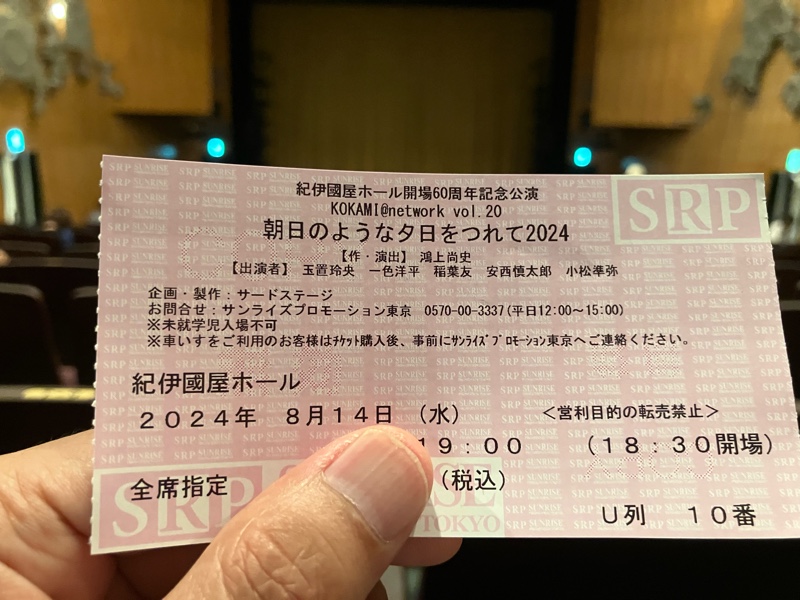 紀伊國屋ホール開場60周年記念公演
KOKAMI@network vol.20
朝日のような夕日をつれて2024
【作・演出】 鴻上尚史
【出演者】 玉置玲央 一色洋平 稲葉友 安西慎太郎 小松準弥
SRP
企画・製作：サードステージ
お問合せ：サンライズプロモーション東京 0570-00-3337(平日12:00～15:00)
※未就学児入場不可
※車いすをご利用のお客様はﾁｹｯﾄ購入後、事前にｻﾝﾗｲｽﾞﾌﾟﾛﾓｰｼｮﾝ東京へご連絡ください。
紀伊國屋ホール
２０２４年 ８月１４日 （水） ＜営利目的の転売禁止＞
１９：００ （１８：３０開場）
全席指定 （税込）
SRP
TOKYO
Ｕ列 １０番